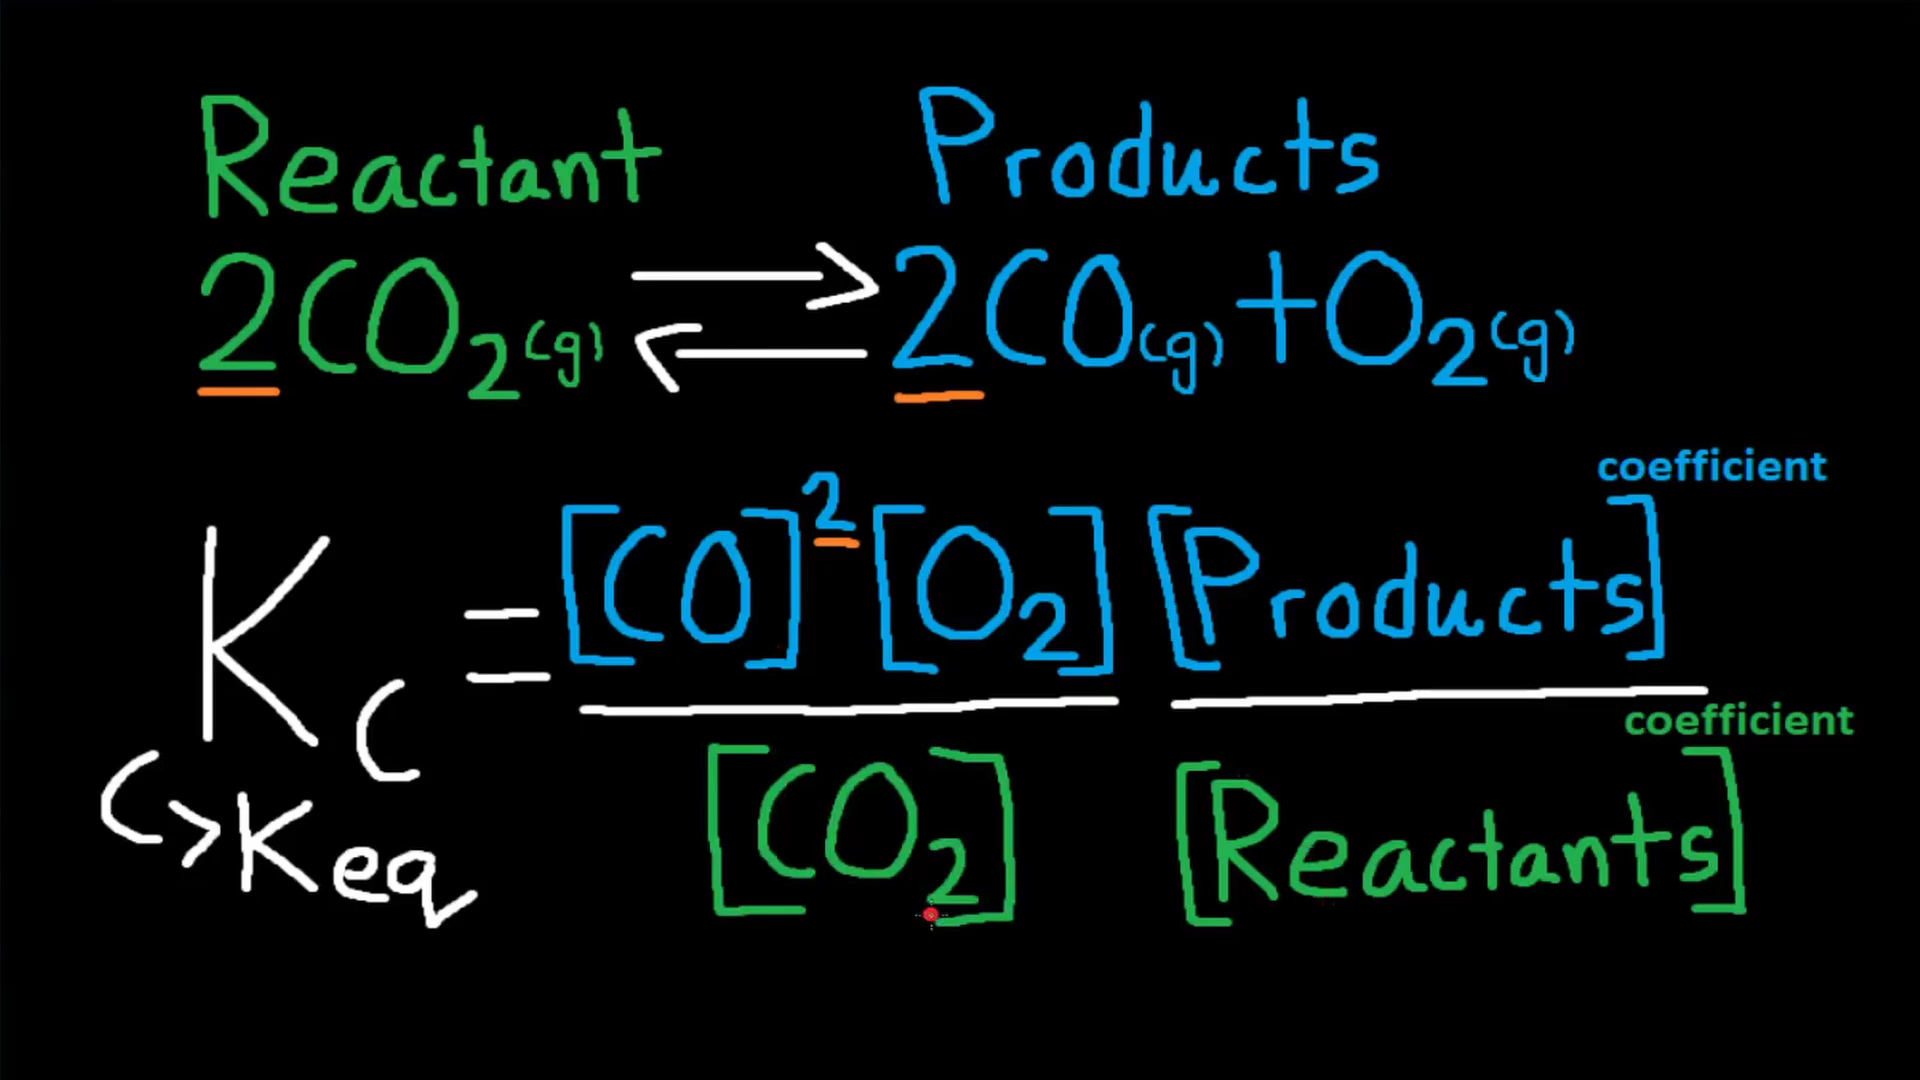 Reactant Products
2CO₂(g) ⇌ 2CO(g) + O₂(g)
coefficient
Kc = [CO]² [O₂] [Products]
coefficient
[CO₂] [Reactants]
Keq